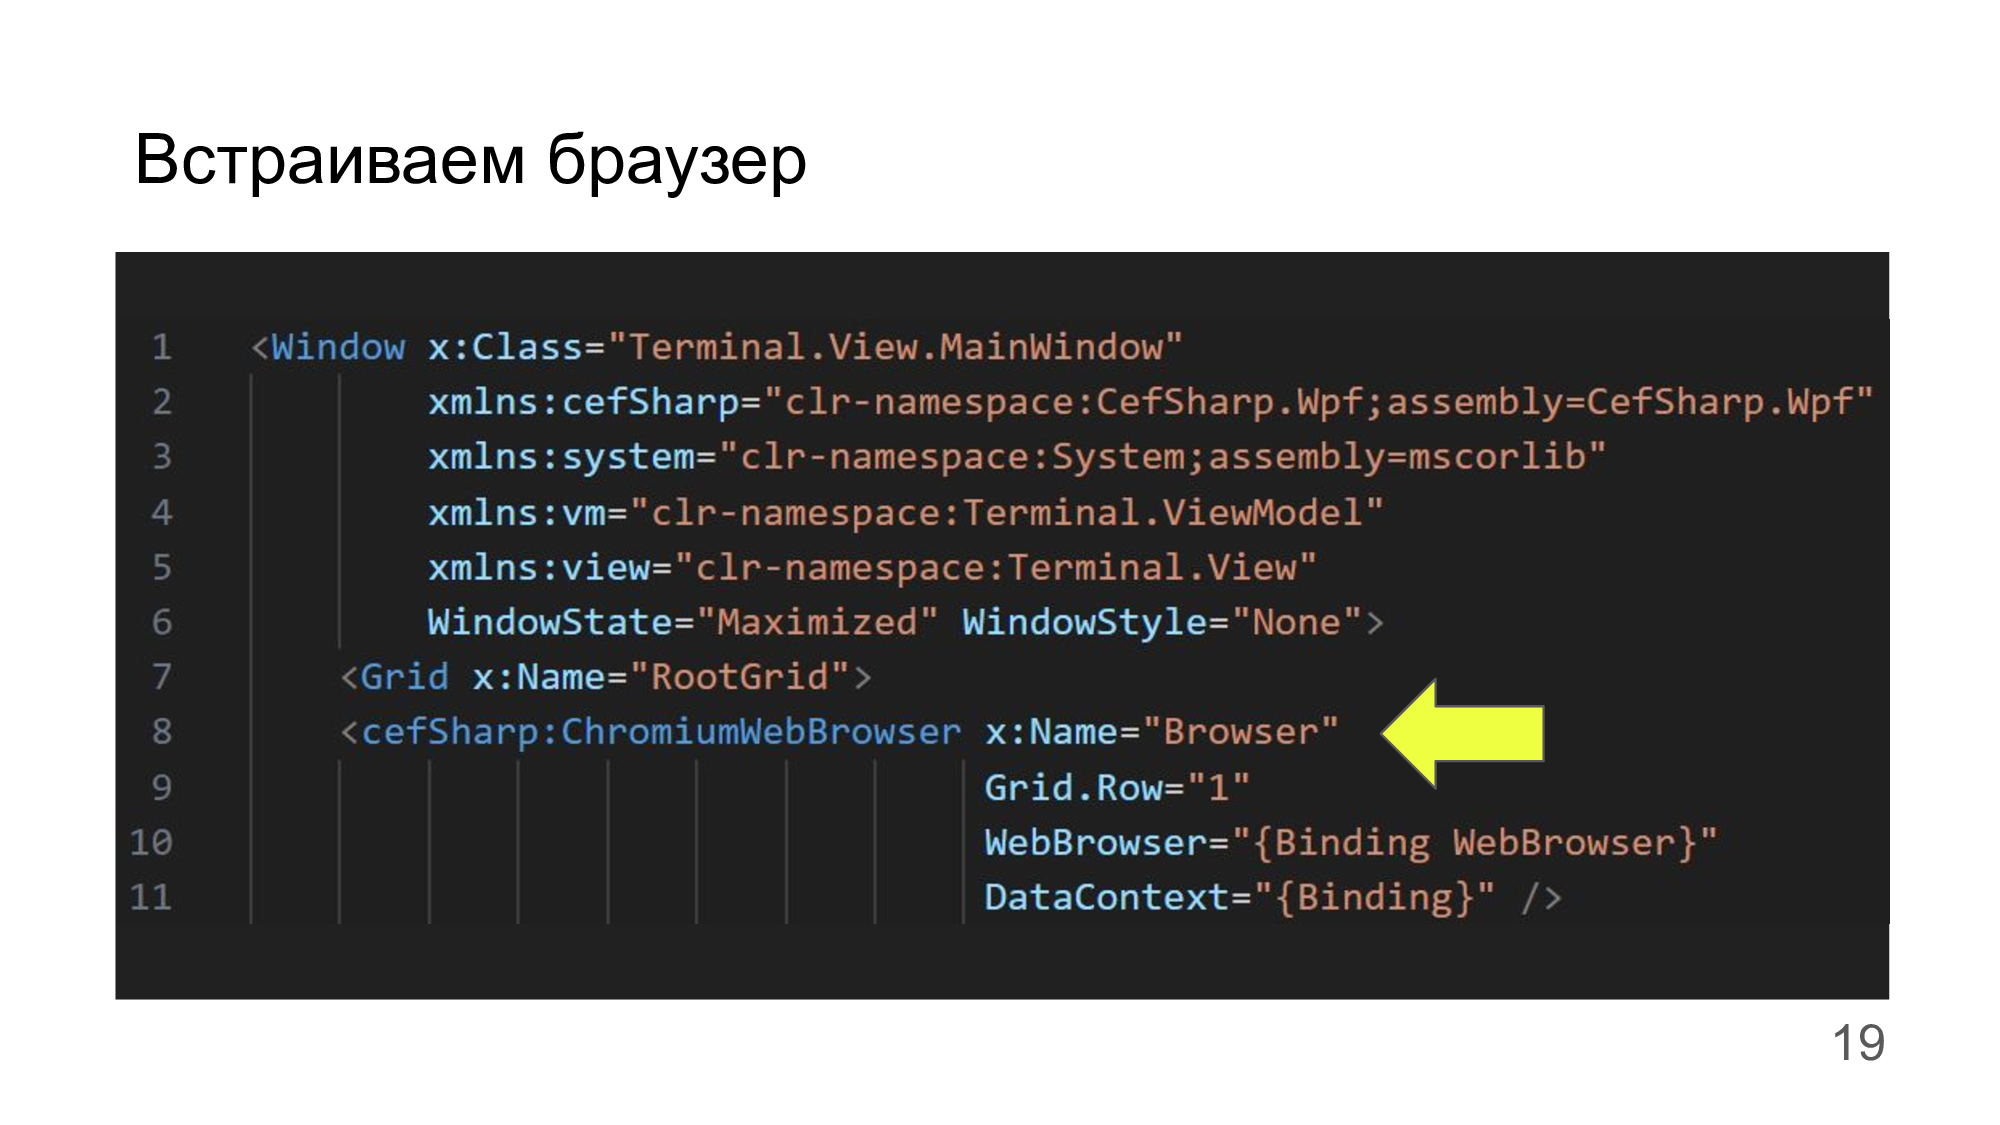 Встраиваем браузер
1 <Window x:Class="Terminal.View.MainWindow"
2 xmlns:cefSharp="clr-namespace:CefSharp.Wpf;assembly=CefSharp.Wpf"
3 xmlns:system="clr-namespace:System;assembly=mscorlib"
4 xmlns:vm="clr-namespace:Terminal.ViewModel"
5 xmlns:view="clr-namespace:Terminal.View"
6 WindowState="Maximized" WindowStyle="None">
7 <Grid x:Name="RootGrid">
8 <cefSharp:ChromiumWebBrowser x:Name="Browser"
9 Grid.Row="1"
10 WebBrowser="{Binding WebBrowser}"
11 DataContext="{Binding}" />
19